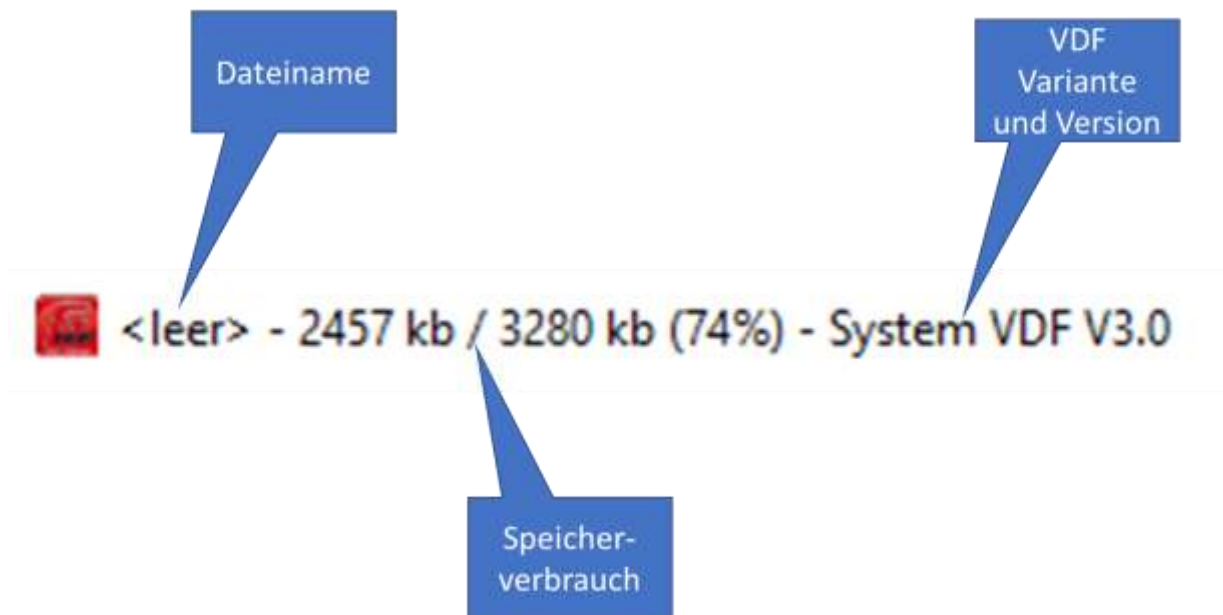 Dateiname
VDF
Variante
und Version
<leer> - 2457 kb / 3280 kb (74%) - System VDF V3.0
Speicher-
verbrauch